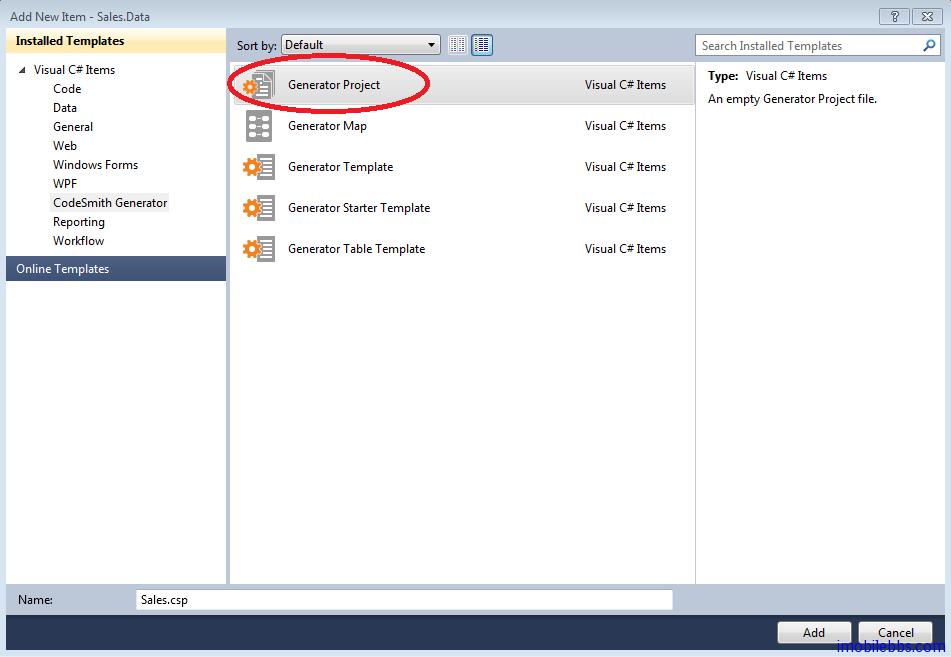 Add New Item - Sales.Data
Installed Templates
Sort by: Default
Search Installed Templates
Visual C# Items
Code
Data
General
Web
Windows Forms
WPF
CodeSmith Generator
Reporting
Workflow
Online Templates
Generator Project Visual C# Items
Generator Map Visual C# Items
Generator Template Visual C# Items
Generator Starter Template Visual C# Items
Generator Table Template Visual C# Items
Type: Visual C# Items
An empty Generator Project file.
Name: Sales.csp
Add Cancel
imobilebbs.com